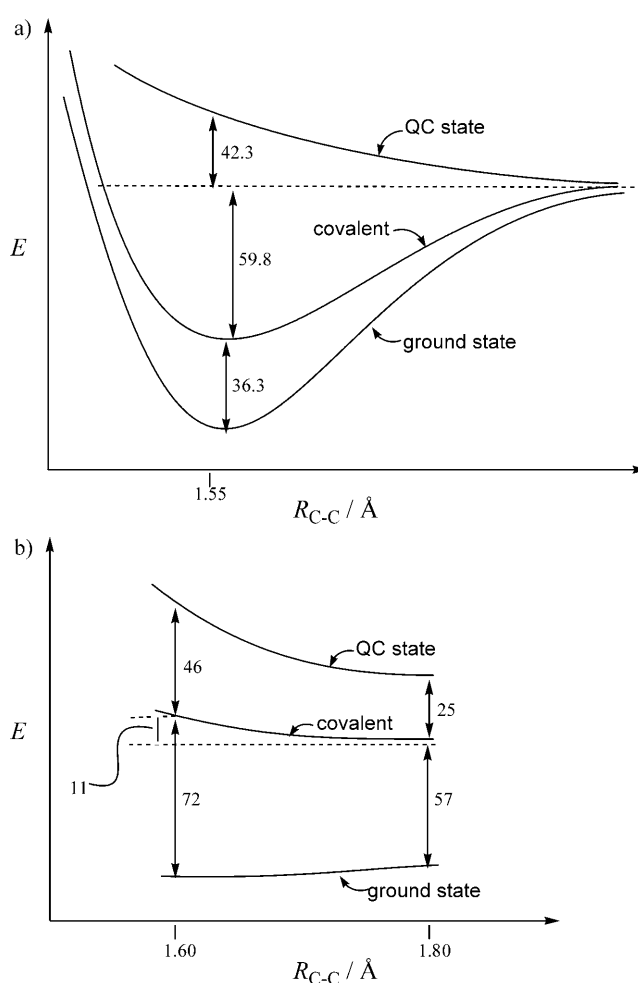 a)
QC state
42.3
covalent
E
59.8
ground state
36.3
1.55
R C-C / Å
b)
QC state
46
25
covalent
E
11
72
57
ground state
1.60
1.80
R C-C / Å